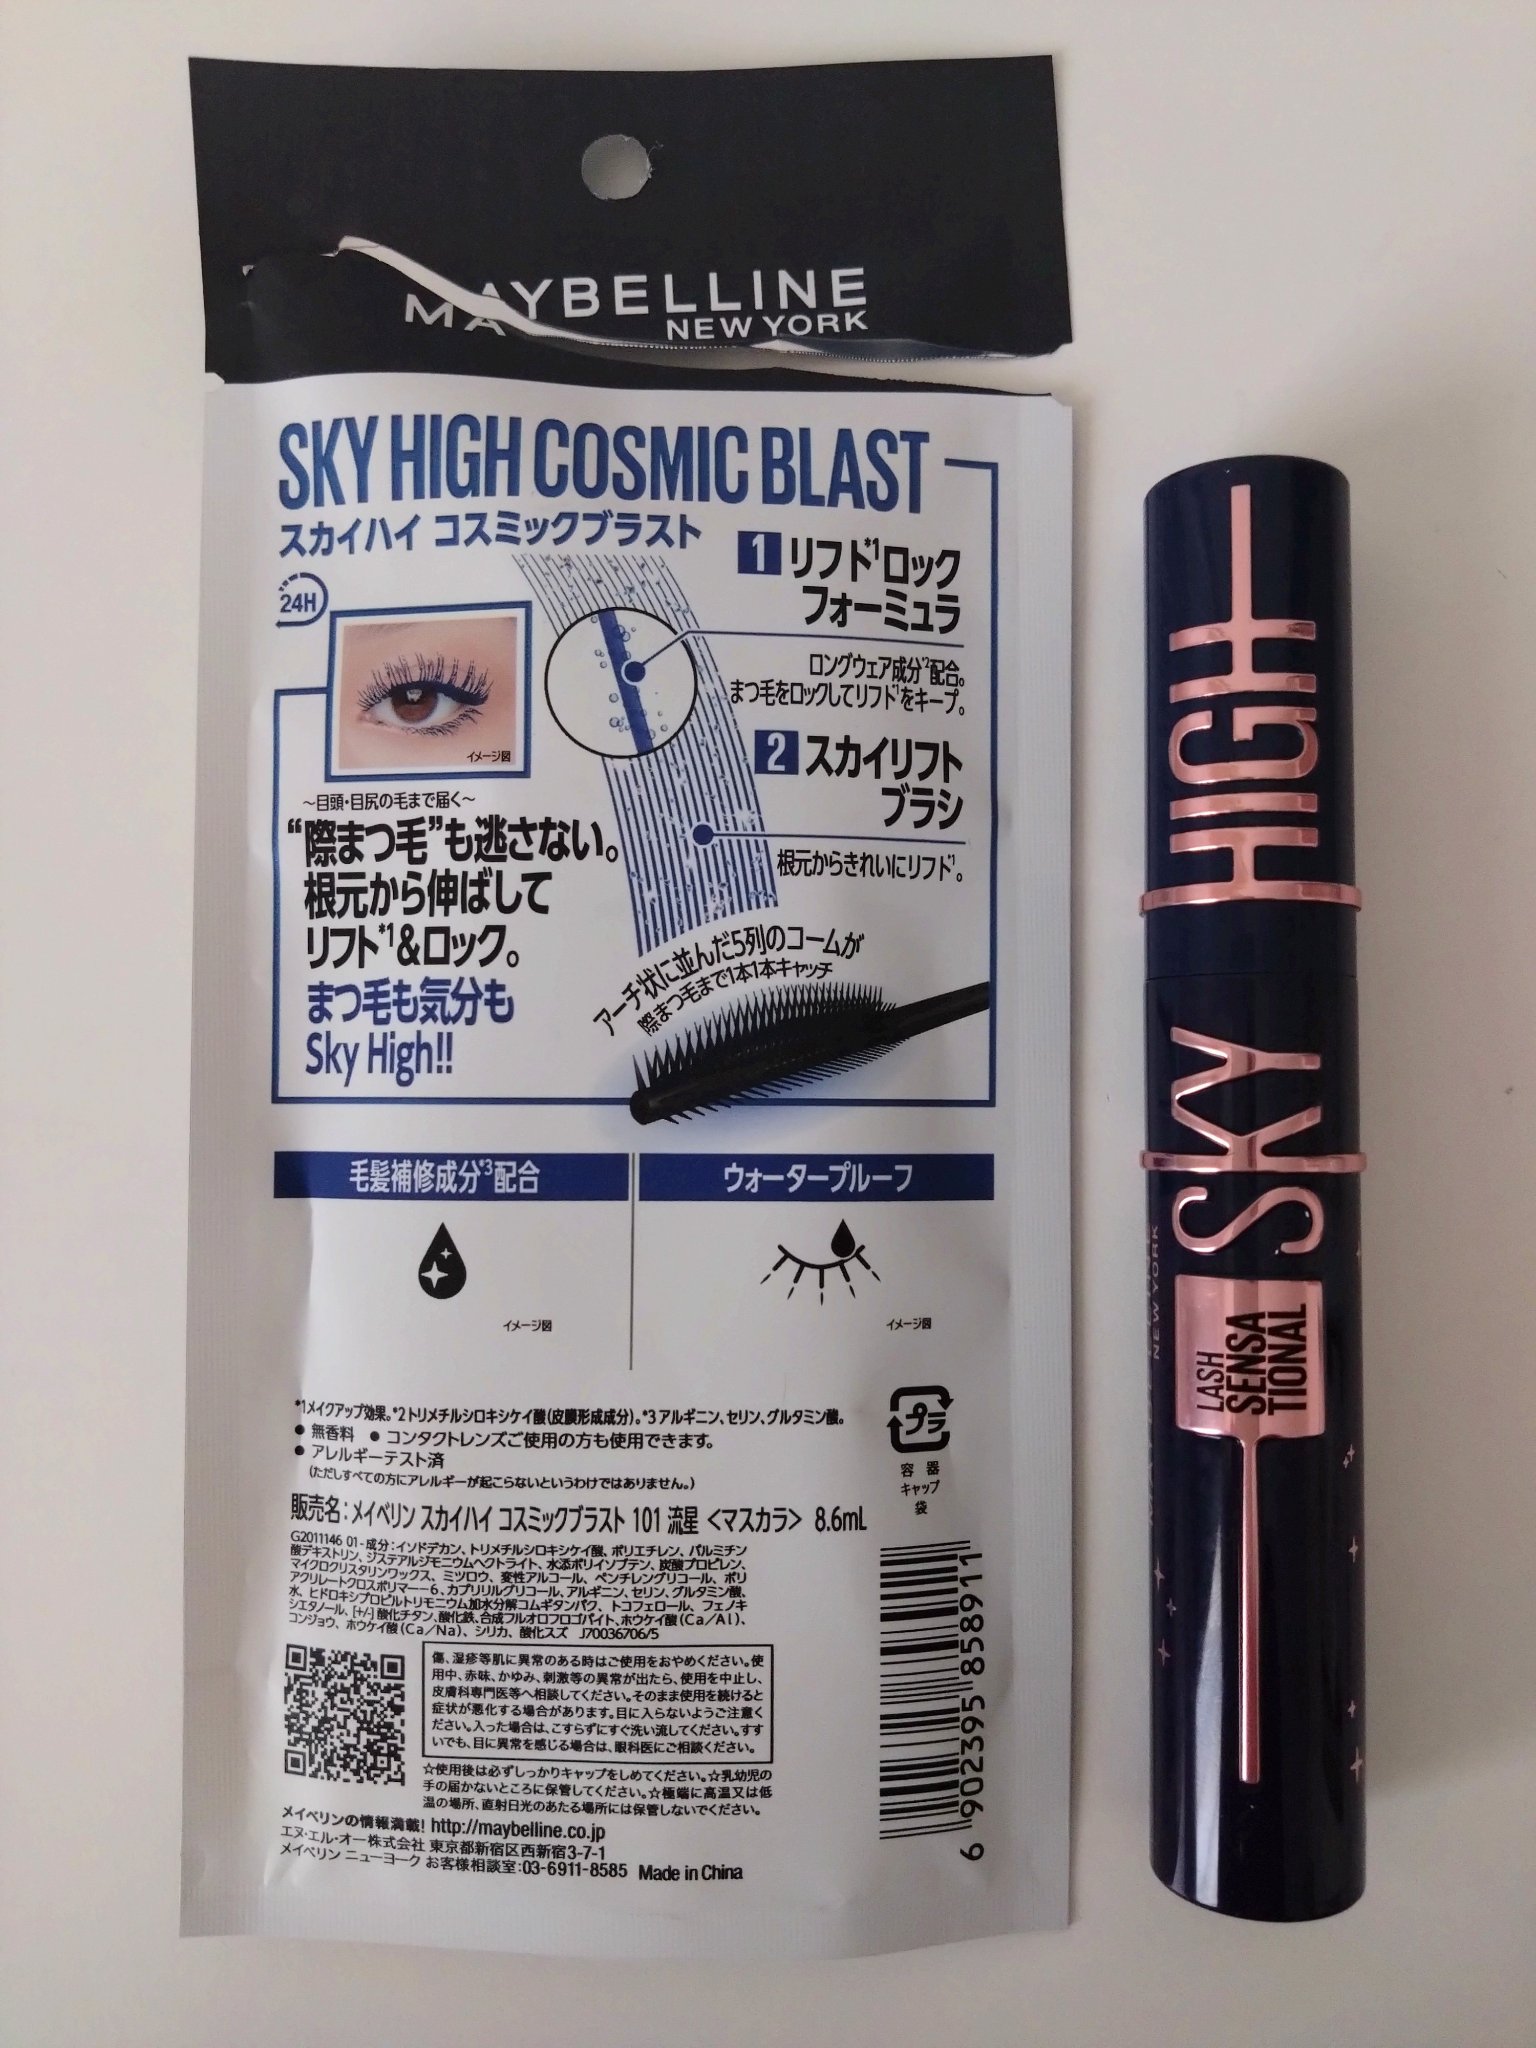 MAYBELLINE
NEW YORK
SKY HIGH COSMIC BLAST
スカイハイ コスミックブラスト
24H
イメージ図
1 リフト*1ロック
フォーミュラ
ロングウェア成分*2配合。
まつ毛をロックしてリフト*1をキープ。
2 スカイリフト
ブラシ
根元からきれいにリフト*1。
~目頭・目尻の毛まで届く~
“際まつ毛”も逃さない。
根元から伸ばして
リフト*1&ロック。
まつ毛も気分も
Sky High!!
アーチ状に並んだ5列のコームが
際まつ毛まで1本1本キャッチ
毛髪補修成分*3配合
イメージ図
ウォータープルーフ
イメージ図
*1メイクアップ効果。*2トリメチルシロキシケイ酸(皮膜形成成分)。*3アルギニン、セリン、グルタミン酸。
● 無香料 ● コンタクトレンズご使用の方も使用できます。
● アレルギーテスト済
(ただしすべての方にアレルギーが起こらないというわけではありません。)
プラ
容器
キャップ
袋
販売名:メイベリン スカイハイ コスミックブラスト 101 流星 <マスカラ> 8.6mL
G2011146 01-成分:イソドデカン、トリメチルシロキシケイ酸、ポリエチレン、パルミチン
酸デキストリン、ジステアルジモニウムヘクトライト、水添ポリイソブテン、炭酸プロピレン、
マイクロクリスタリンワックス、ミツロウ、変性アルコール、ペンチレングリコール、ポリ
アクリレートクロスポリマー-6、カプリリルグリコール、アルギニン、セリン、グルタミン酸、
水、ヒドロキシプロピルトリモニウム加水分解コムギタンパク、トコフェロール、フェノキ
シエタノール、[+/-]酸化チタン、酸化鉄、合成フルオロフロゴパイト、ホウケイ酸(Ca/Al)、
コンジョウ、ホウケイ酸(Ca/Na)、シリカ、酸化スズ J70036706/5
傷、湿疹等肌に異常のある時はご使用をおやめください。使
用中、赤味、かゆみ、刺激等の異常が出たら、使用を中止し、
皮膚科専門医等へ相談してください。そのまま使用を続けると
症状が悪化する場合があります。目に入らないようご注意く
ださい。入った場合は、こすらずにすぐ洗い流してください。すす
いでも、目に異常を感じる場合は、眼科医にご相談ください。
☆使用後は必ずしっかりキャップをしめてください。☆乳幼児の
手の届かないところに保管してください。☆極端に高温又は低
温の場所、直射日光のあたる場所には保管しないでください。
メイベリンの情報満載! http://maybelline.co.jp
エヌ・エル・オー株式会社 東京都新宿区西新宿3-7-1
メイベリン ニューヨーク お客様相談室:03-6911-8585 Made in China
6 902395 858911
LASH
SENSA
TIONAL
SKY HIGH
NEW YORK